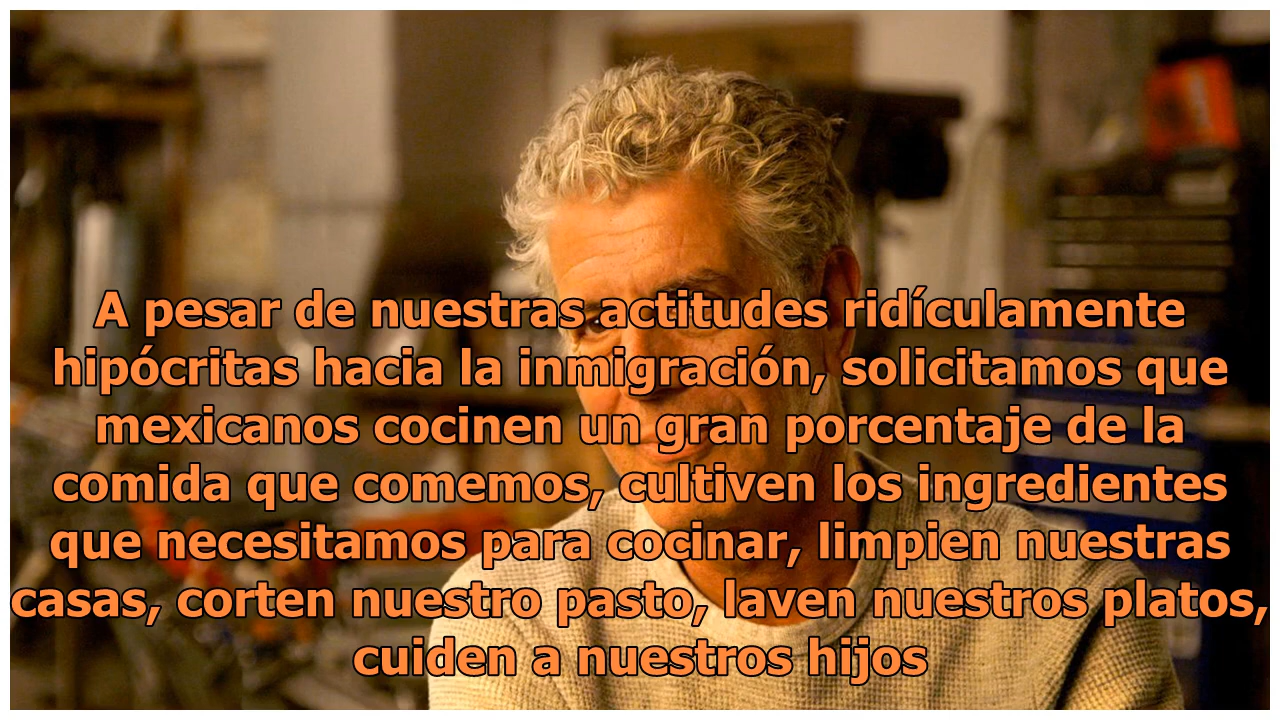 A pesar de nuestras actitudes ridículamente
hipócritas hacia la inmigración, solicitamos que
mexicanos cocinen un gran porcentaje de la
comida que comemos, cultiven los ingredientes
que necesitamos para cocinar, limpien nuestras
casas, corten nuestro pasto, laven nuestros platos,
cuiden a nuestros hijos